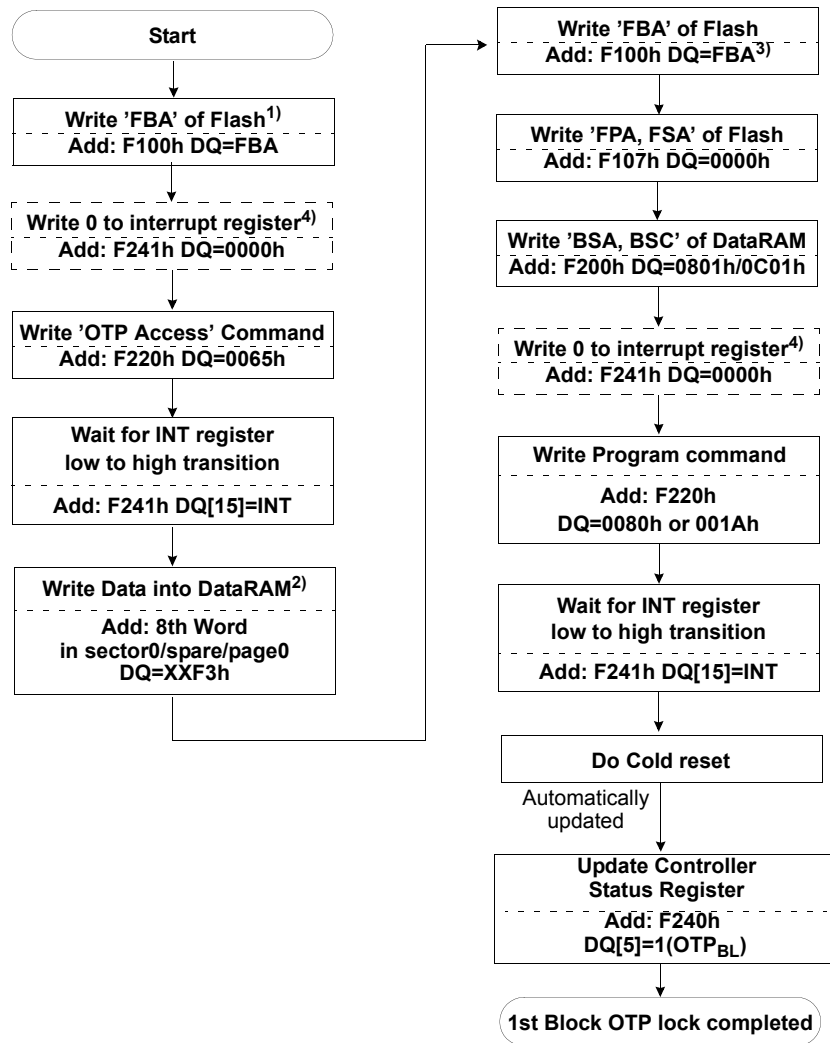 Start
Write ’FBA’ of Flash1)
Add: F100h DQ=FBA
Write 0 to interrupt register4)
Add: F241h DQ=0000h
Write ’OTP Access’ Command
Add: F220h DQ=0065h
Wait for INT register
low to high transition
Add: F241h DQ[15]=INT
Write Data into DataRAM2)
Add: 8th Word
in sector0/spare/page0
DQ=XXF3h
Write ’FBA’ of Flash
Add: F100h DQ=FBA3)
Write ’FPA, FSA’ of Flash
Add: F107h DQ=0000h
Write ’BSA, BSC’ of DataRAM
Add: F200h DQ=0801h/0C01h
Write 0 to interrupt register4)
Add: F241h DQ=0000h
Write Program command
Add: F220h
DQ=0080h or 001Ah
Wait for INT register
low to high transition
Add: F241h DQ[15]=INT
Do Cold reset
Automatically
updated
Update Controller
Status Register
Add: F240h
DQ[5]=1(OTPBL)
1st Block OTP lock completed